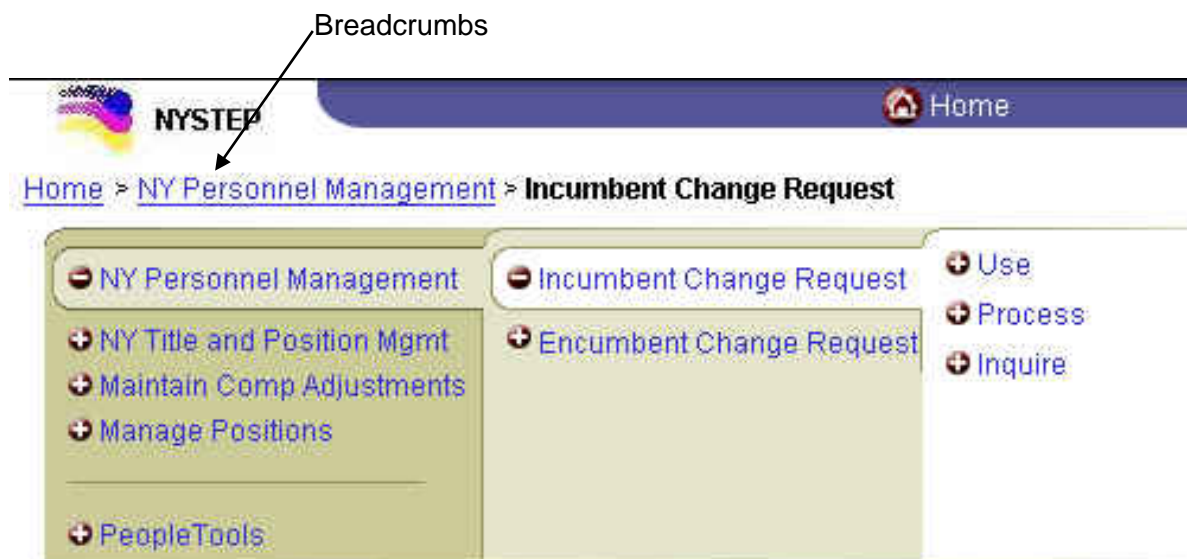 Breadcrumbs
NYSTEP
Home
Home > NY Personnel Management > Incumbent Change Request
NY Personnel Management
NY Title and Position Mgmt
Maintain Comp Adjustments
Manage Positions
PeopleTools
Incumbent Change Request
Encumbent Change Request
Use
Process
Inquire